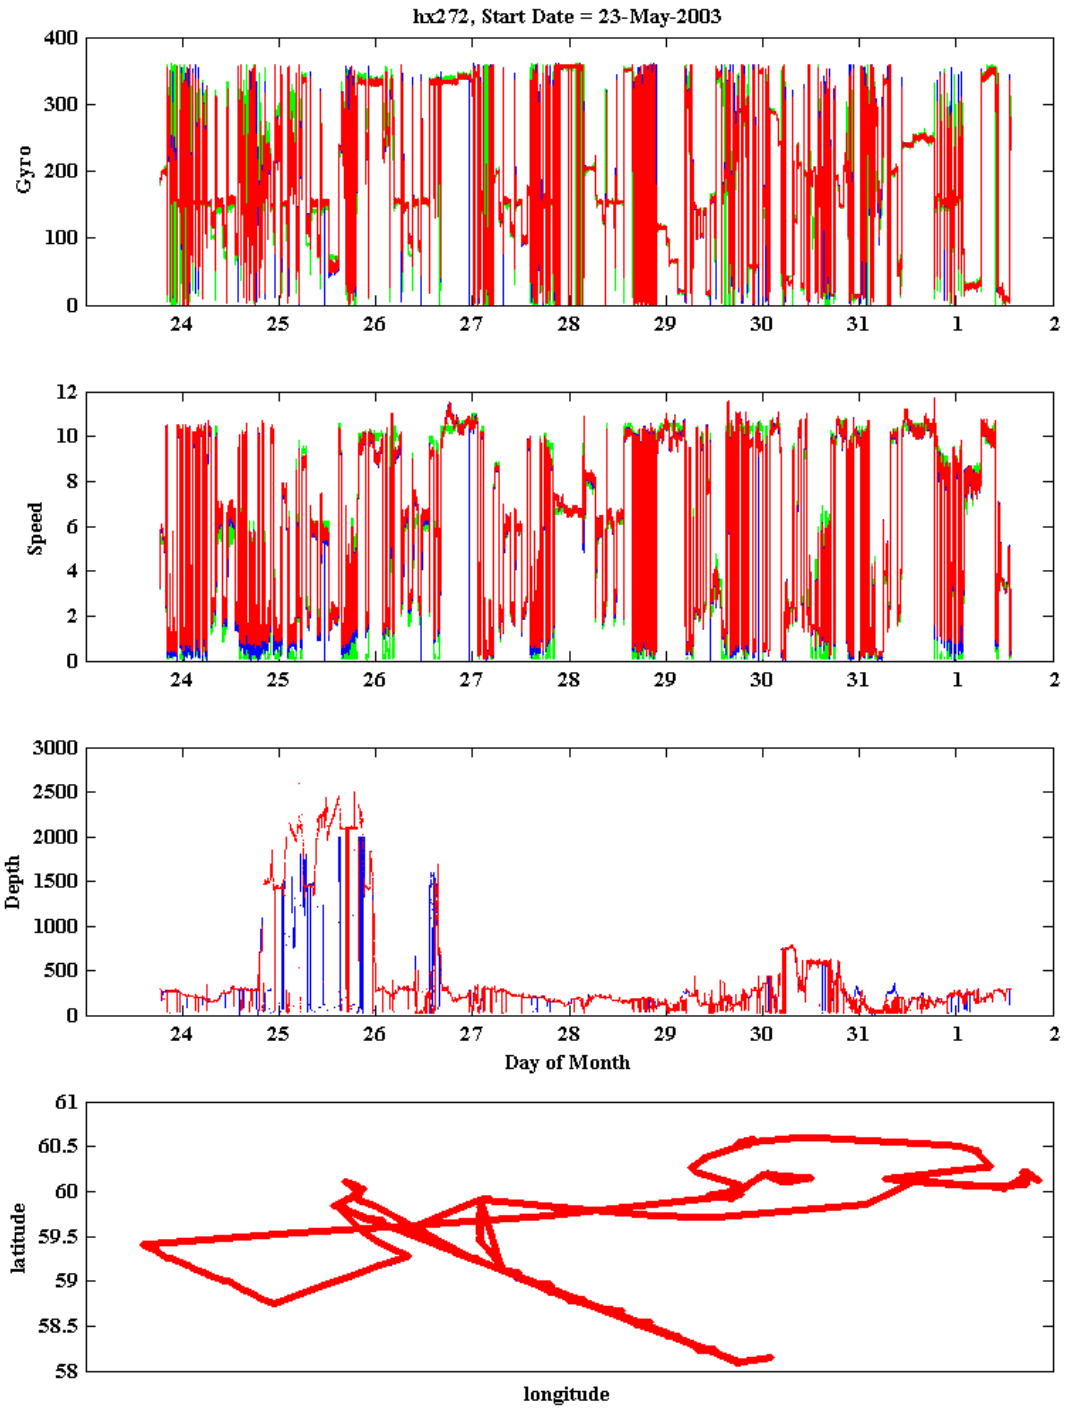 hx272, Start Date = 23-May-2003
400
300
200
100
0
Gyro
24 25 26 27 28 29 30 31 1 2
12
10
8
6
4
2
0
Speed
24 25 26 27 28 29 30 31 1 2
3000
2500
2000
1500
1000
500
0
Depth
24 25 26 27 28 29 30 31 1 2
Day of Month
61
60.5
60
59.5
59
58.5
58
latitude
longitude